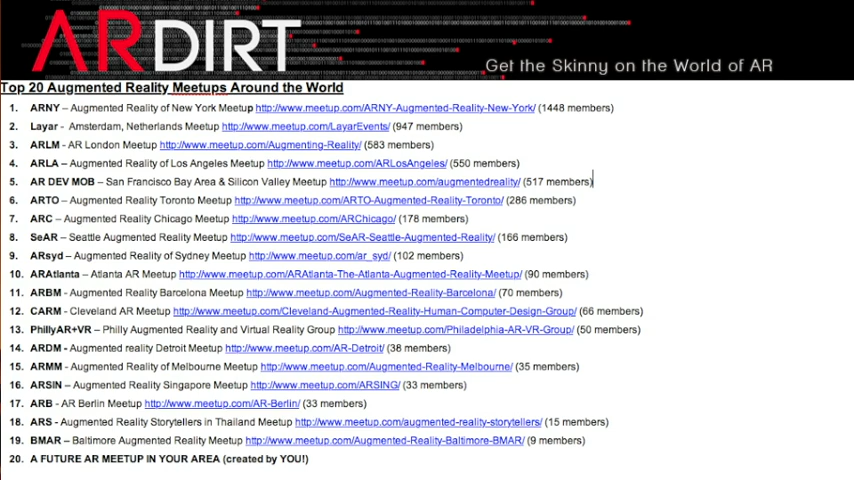 ARDIRT
Get the Skinny on the World of AR
Top 20 Augmented Reality Meetups Around the World
1. ARNY – Augmented Reality of New York Meetup http://www.meetup.com/ARNY-Augmented-Reality-New-York/ (1448 members)
2. Layar - Amsterdam, Netherlands Meetup http://www.meetup.com/LayarEvents/ (947 members)
3. ARLM - AR London Meetup http://www.meetup.com/Augmenting-Reality/ (583 members)
4. ARLA – Augmented Reality of Los Angeles Meetup http://www.meetup.com/ARLosAngeles/ (550 members)
5. AR DEV MOB – San Francisco Bay Area & Silicon Valley Meetup http://www.meetup.com/augmentedreality/ (517 members)
6. ARTO – Augmented Reality Toronto Meetup http://www.meetup.com/ARTO-Augmented-Reality-Toronto/ (286 members)
7. ARC – Augmented Reality Chicago Meetup http://www.meetup.com/ARChicago/ (178 members)
8. SeAR – Seattle Augmented Reality Meetup http://www.meetup.com/SeAR-Seattle-Augmented-Reality/ (166 members)
9. ARsyd – Augmented Reality of Sydney Meetup http://www.meetup.com/ar_syd/ (102 members)
10. ARAtlanta – Atlanta AR Meetup http://www.meetup.com/ARAtlanta-The-Atlanta-Augmented-Reality-Meetup/ (90 members)
11. ARBM - Augmented Reality Barcelona Meetup http://www.meetup.com/Augmented-Reality-Barcelona/ (70 members)
12. CARM - Cleveland AR Meetup http://www.meetup.com/Cleveland-Augmented-Reality-Human-Computer-Design-Group/ (66 members)
13. PhillyAR+VR – Philly Augmented Reality and Virtual Reality Group http://www.meetup.com/Philadelphia-AR-VR-Group/ (50 members)
14. ARDM - Augmented reality Detroit Meetup http://www.meetup.com/AR-Detroit/ (38 members)
15. ARMM - Augmented Reality of Melbourne Meetup http://www.meetup.com/Augmented-Reality-Melbourne/ (35 members)
16. ARSIN – Augmented Reality Singapore Meetup http://www.meetup.com/ARSING/ (33 members)
17. ARB - AR Berlin Meetup http://www.meetup.com/AR-Berlin/ (33 members)
18. ARS - Augmented Reality Storytellers in Thailand Meetup http://www.meetup.com/augmented-reality-storytellers/ (15 members)
19. BMAR – Baltimore Augmented Reality Meetup http://www.meetup.com/Augmented-Reality-Baltimore-BMAR/ (9 members)
20. A FUTURE AR MEETUP IN YOUR AREA (created by YOU!)